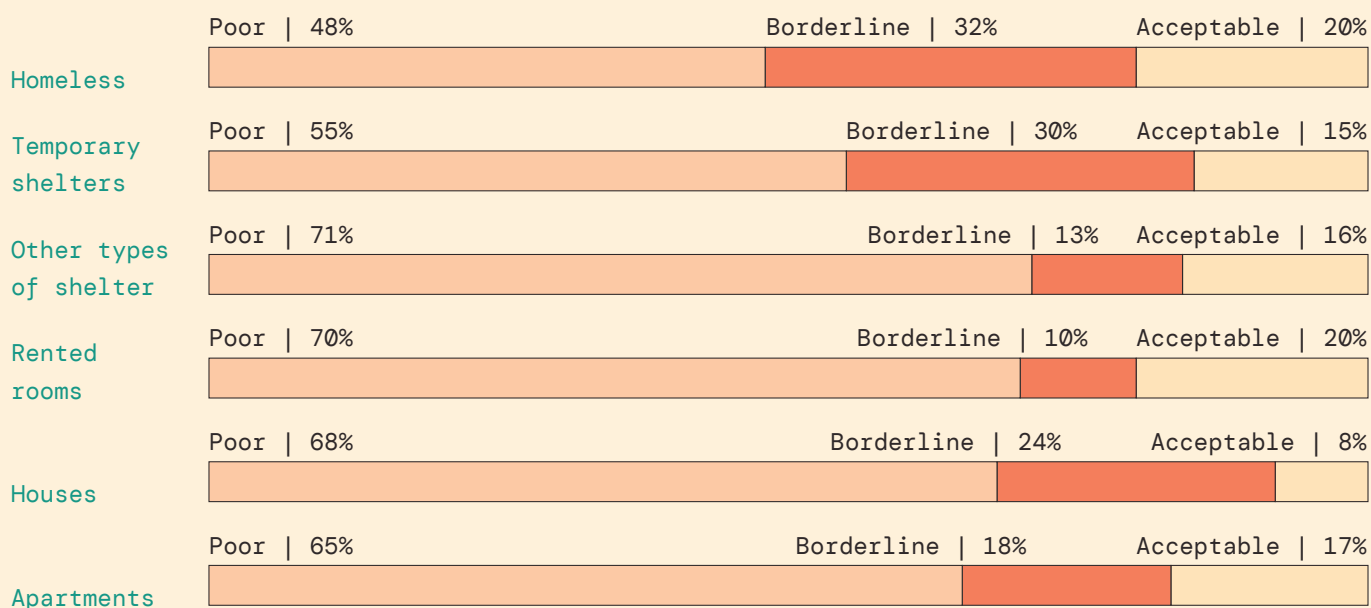 Poor | 48% Borderline | 32% Acceptable | 20%
Homeless
Poor | 55% Borderline | 30% Acceptable | 15%
Temporary
shelters
Poor | 71% Borderline | 13% Acceptable | 16%
Other types
of shelter
Poor | 70% Borderline | 10% Acceptable | 20%
Rented
rooms
Poor | 68% Borderline | 24% Acceptable | 8%
Houses
Poor | 65% Borderline | 18% Acceptable | 17%
Apartments